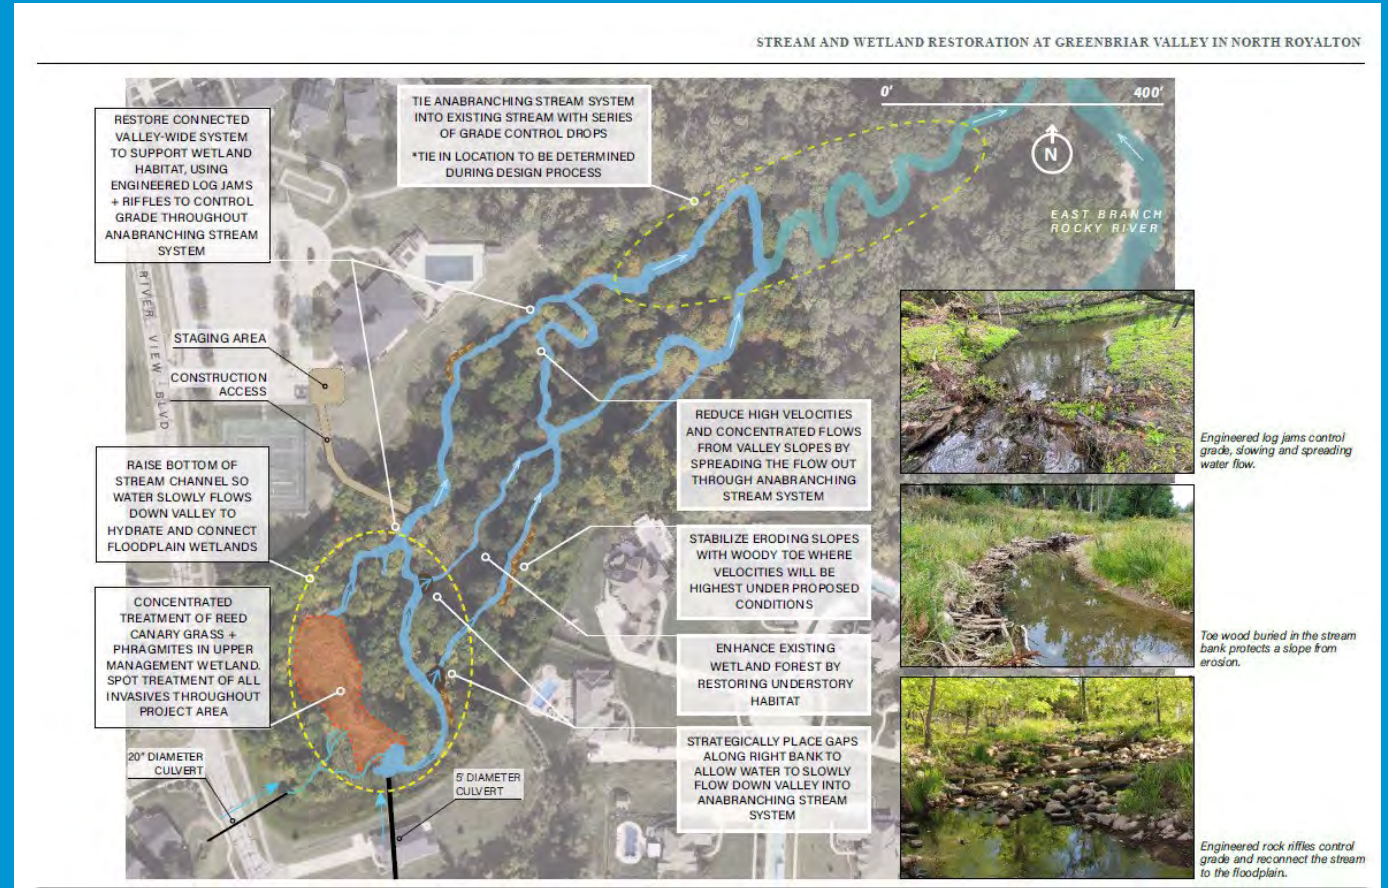 STREAM AND WETLAND RESTORATION AT GREENBRIAR VALLEY IN NORTH ROYALTON
RESTORE CONNECTED
VALLEY-WIDE SYSTEM
TO SUPPORT WETLAND
HABITAT, USING
ENGINEERED LOG JAMS
+ RIFFLES TO CONTROL
GRADE THROUGHOUT
ANABRANCHING STREAM
SYSTEM
TIE ANABRANCHING STREAM SYSTEM
INTO EXISTING STREAM WITH SERIES
OF GRADE CONTROL DROPS
*TIE IN LOCATION TO BE DETERMINED
DURING DESIGN PROCESS
0'
400'
N
EAST BRANCH
ROCKY RIVER
RIVER VIEW BLVD
STAGING AREA
CONSTRUCTION
ACCESS
RAISE BOTTOM OF
STREAM CHANNEL SO
WATER SLOWLY FLOWS
DOWN VALLEY TO
HYDRATE AND CONNECT
FLOODPLAIN WETLANDS
CONCENTRATED
TREATMENT OF REED
CANARY GRASS +
PHRAGMITES IN UPPER
MANAGEMENT WETLAND.
SPOT TREATMENT OF ALL
INVASIVES THROUGHOUT
PROJECT AREA
20" DIAMETER
CULVERT
5' DIAMETER
CULVERT
REDUCE HIGH VELOCITIES
AND CONCENTRATED FLOWS
FROM VALLEY SLOPES BY
SPREADING THE FLOW OUT
THROUGH ANABRANCHING
STREAM SYSTEM
STABILIZE ERODING SLOPES
WITH WOODY TOE WHERE
VELOCITIES WILL BE
HIGHEST UNDER PROPOSED
CONDITIONS
ENHANCE EXISTING
WETLAND FOREST BY
RESTORING UNDERSTORY
HABITAT
STRATEGICALLY PLACE GAPS
ALONG RIGHT BANK TO
ALLOW WATER TO SLOWLY
FLOW DOWN VALLEY INTO
ANABRANCHING STREAM
SYSTEM
Engineered log jams control
grade, slowing and spreading
water flow.
Toe wood buried in the stream
bank protects a slope from
erosion.
Engineered rock riffles control
grade and reconnect the stream
to the floodplain.